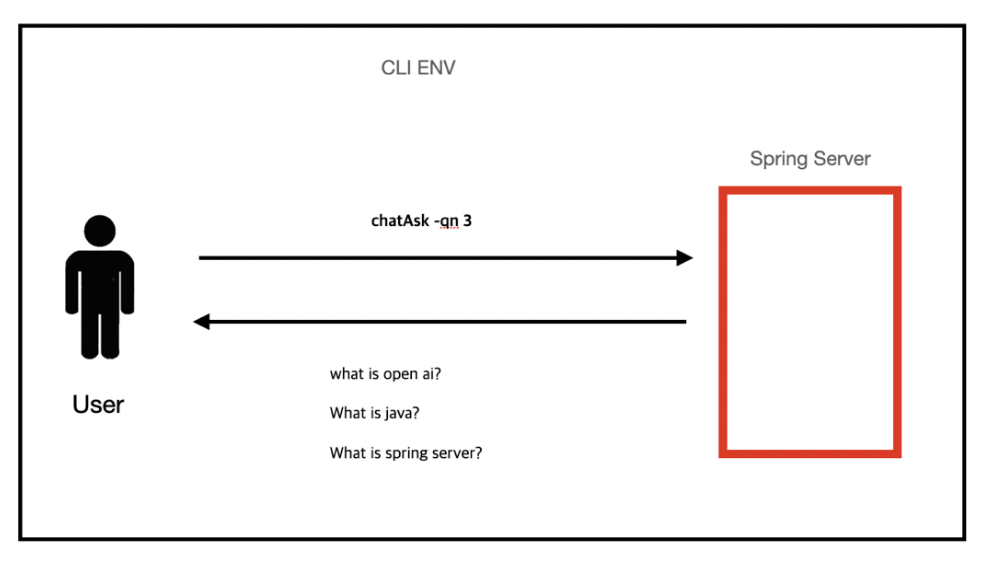 CLI ENV
Spring Server
chatAsk -qn 3
what is open ai?
What is java?
What is spring server?
User